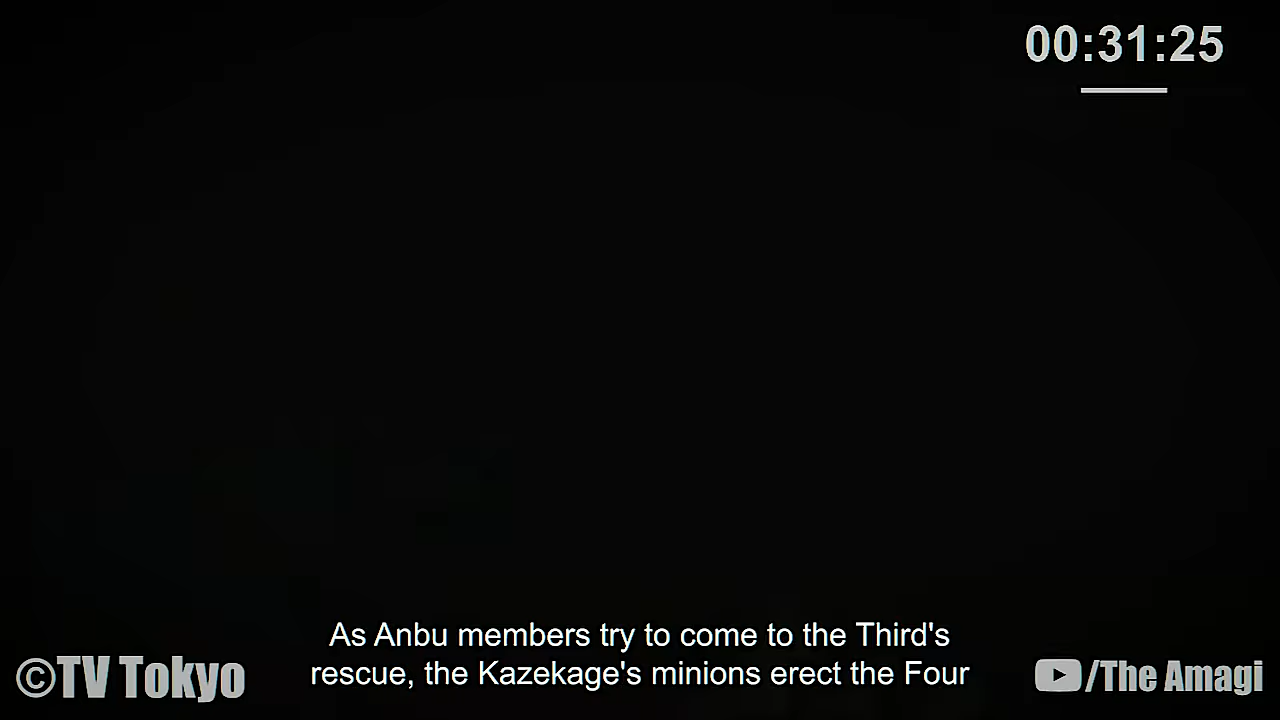 00:31:25
As Anbu members try to come to the Third's
rescue, the Kazekage's minions erect the Four
©TV Tokyo
/The Amagi